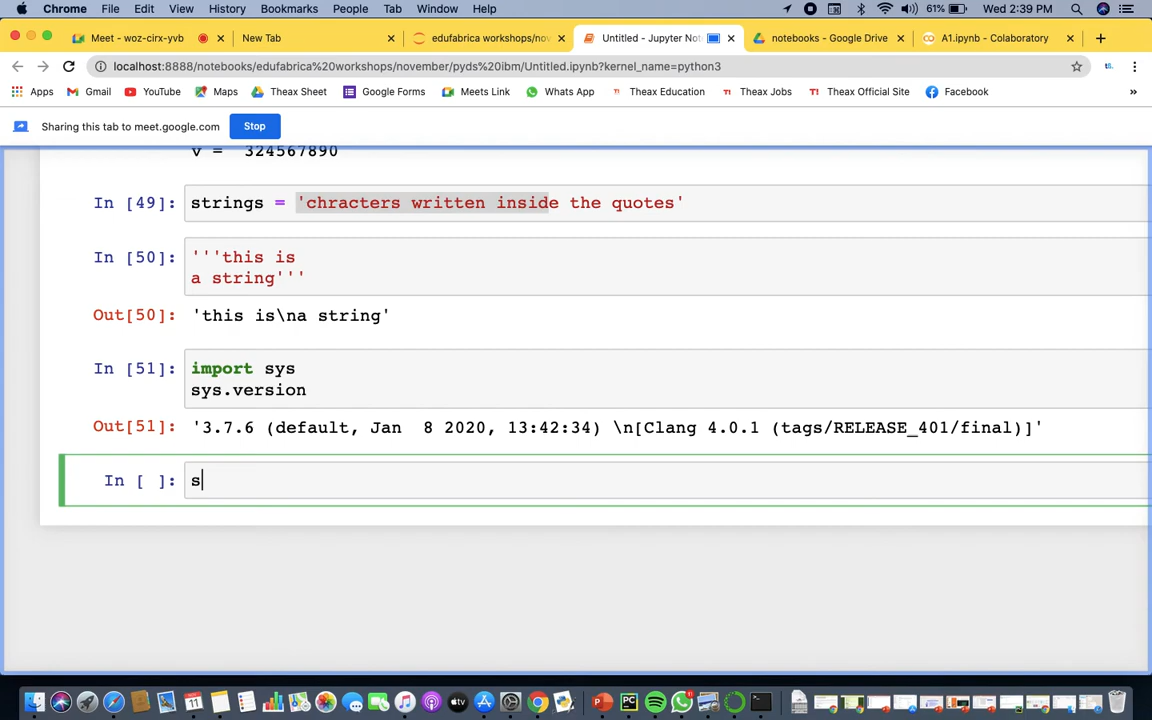 Chrome File Edit View History Bookmarks People Tab Window Help 61% Wed 2:39 PM
Meet - woz-cirx-yvb New Tab edufabrica workshops/nov Untitled - Jupyter Not notebooks - Google Drive A1.ipynb - Colaboratory
localhost:8888/notebooks/edufabrica%20workshops/november/pyds%20ibm/Untitled.ipynb?kernel_name=python3
Apps Gmail YouTube Maps Theax Sheet Google Forms Meets Link Whats App Theax Education Theax Jobs Theax Official Site Facebook »
Sharing this tab to meet.google.com Stop
v = 324567890
In [49]: strings = 'chracters written inside the quotes'
In [50]: '''this is
a string'''
Out[50]: 'this is\na string'
In [51]: import sys
sys.version
Out[51]: '3.7.6 (default, Jan  8 2020, 13:42:34) \n[Clang 4.0.1 (tags/RELEASE_401/final)]'
In [ ]: s